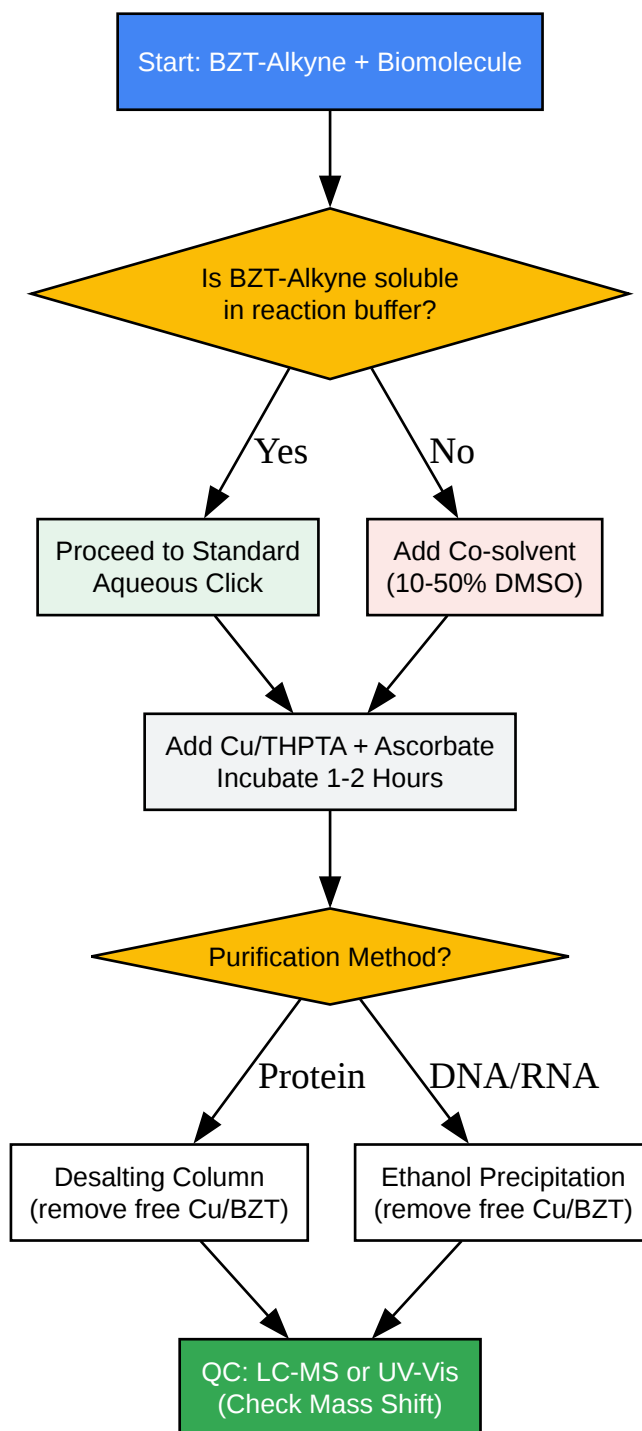 Start: BZT-Alkyne + Biomolecule
Is BZT-Alkyne soluble
in reaction buffer?
Yes
No
Proceed to Standard
Aqueous Click
Add Co-solvent
(10-50% DMSO)
Add Cu/THPTA + Ascorbate
Incubate 1-2 Hours
Purification Method?
Protein
DNA/RNA
Desalting Column
(remove free Cu/BZT)
Ethanol Precipitation
(remove free Cu/BZT)
QC: LC-MS or UV-Vis
(Check Mass Shift)